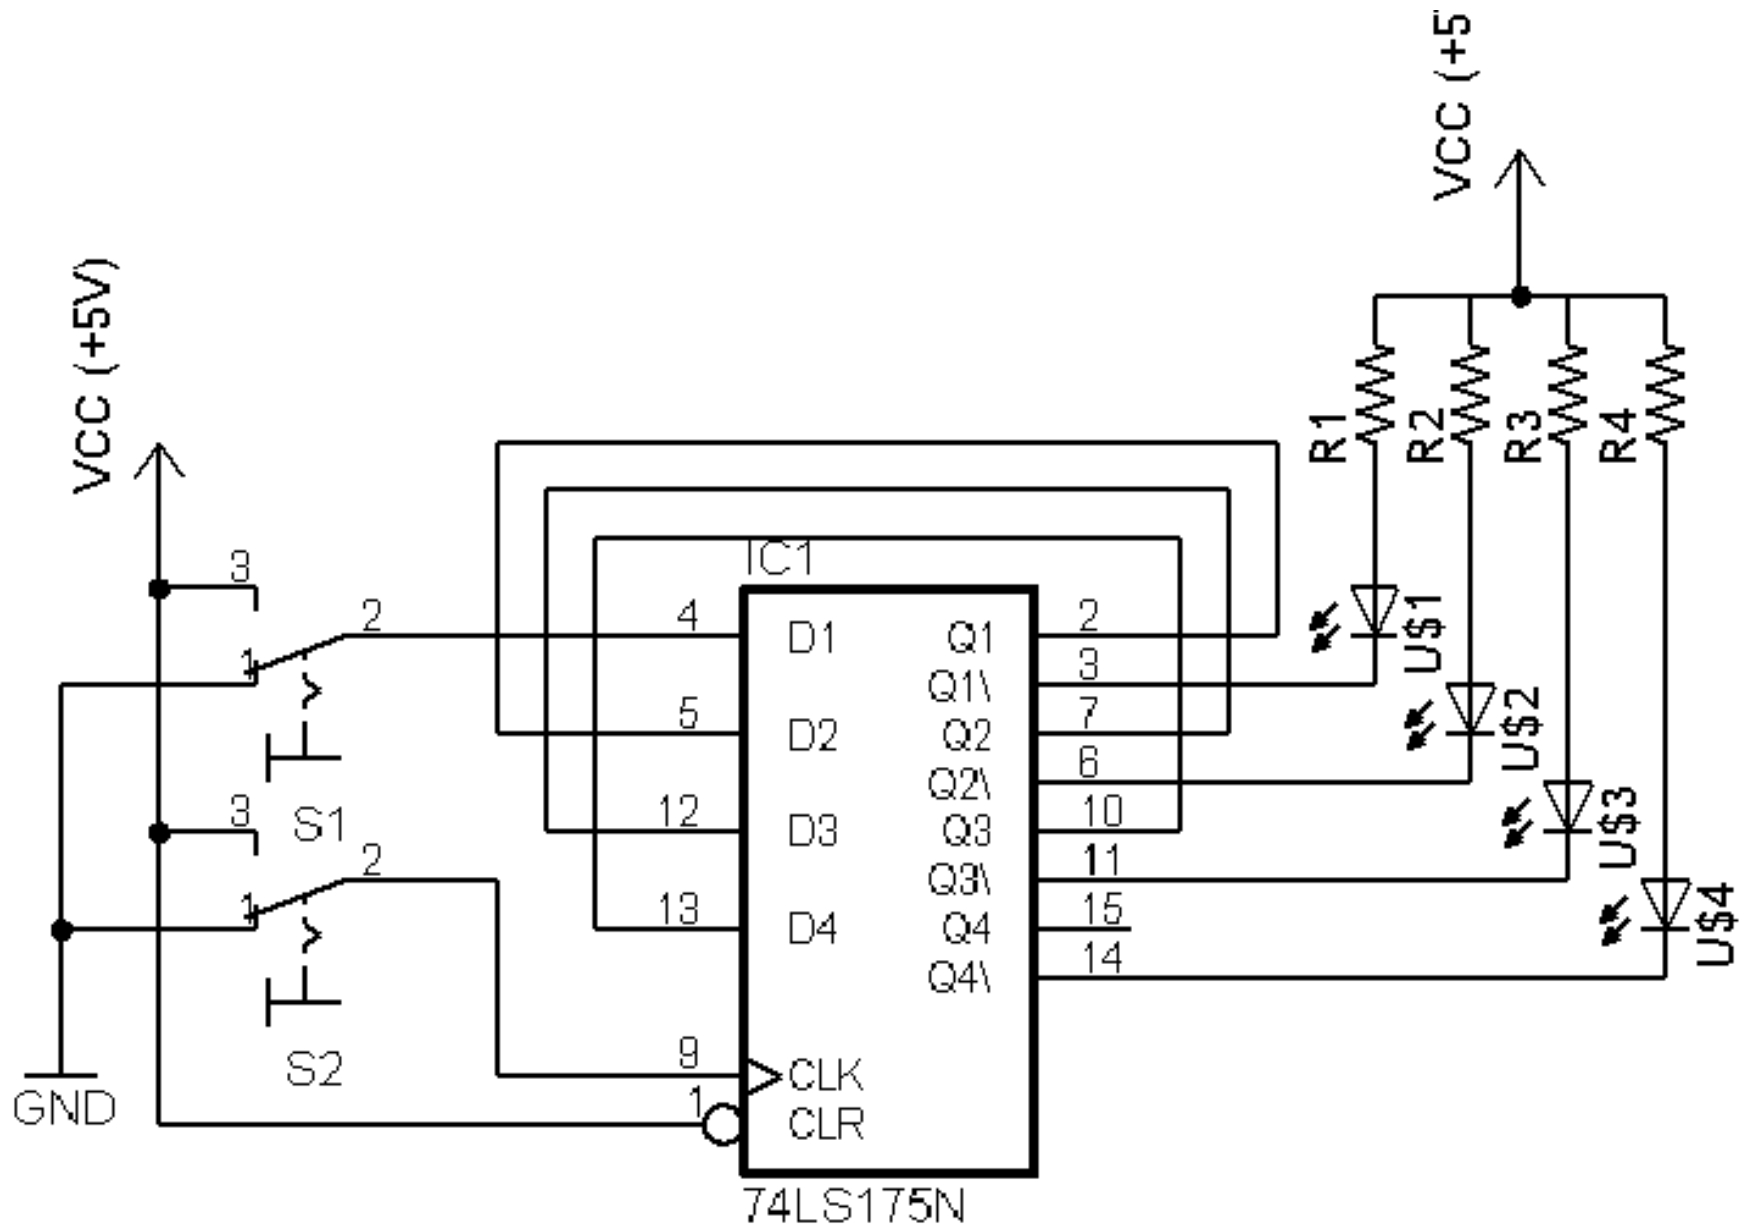 VCC (+5
VCC (+5V)
R1
R2
R3
R4
IC1
3
2
4
D1
Q1
2
U$1
1
Q1\
3
5
D2
Q2
7
U$2
Q2\
6
S1
3
12
D3
Q3
10
U$3
2
Q3\
11
1
13
D4
Q4
15
U$4
Q4\
14
S2
9
CLK
GND
1
CLR
74LS175N